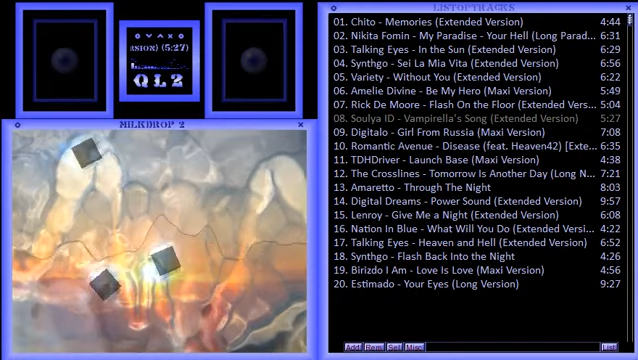 LISTOFTRACKS
ASION) (5:27)
QL2
MILKDROP 2
01. Chito - Memories (Extended Version) 4:44
02. Nikita Fomin - My Paradise - Your Hell (Long Parad... 6:31
03. Talking Eyes - In the Sun (Extended Version) 6:29
04. Synthgo - Sei La Mia Vita (Extended Version) 6:56
05. Variety - Without You (Extended Version) 6:22
06. Amelie Divine - Be My Hero (Maxi Version) 5:49
07. Rick De Moore - Flash On the Floor (Extended Vers... 5:04
08. Soulya ID - Vampirella's Song (Extended Version) 5:27
09. Digitalo - Girl From Russia (Maxi Version) 7:08
10. Romantic Avenue - Disease (feat. Heaven42) [Exte... 6:35
11. TDHDriver - Launch Base (Maxi Version) 4:38
12. The Crosslines - Tomorrow Is Another Day (Long N... 7:21
13. Amaretto - Through The Night 8:03
14. Digital Dreams - Power Sound (Extended Version) 9:57
15. Lenroy - Give Me a Night (Extended Version) 6:08
16. Nation In Blue - What Will You Do (Extended Versi... 4:22
17. Talking Eyes - Heaven and Hell (Extended Version) 6:52
18. Synthgo - Flash Back Into the Night 4:26
19. Birizdo I Am - Love Is Love (Maxi Version) 4:56
20. Estimado - Your Eyes (Long Version) 9:27
Add Rem Sel Misc List